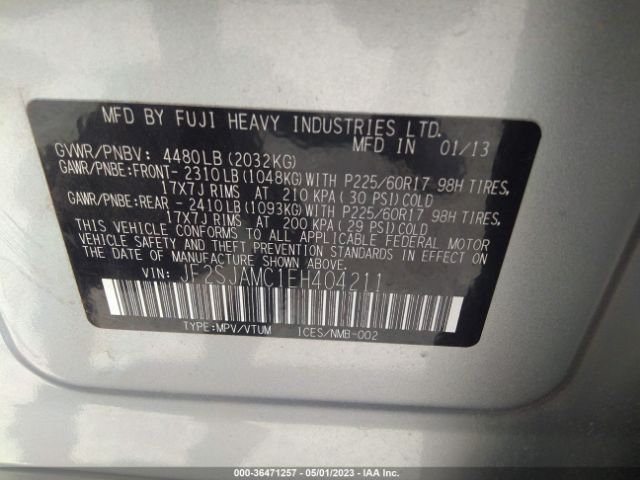 MFD BY FUJI HEAVY INDUSTRIES LTD.
MFD IN 01/13
GVWR/PNBV: 4480LB(2032KG)
GAWR/PNBE:FRONT- 2310LB(1048KG)WITH P225/60R17 98H TIRES,
17X7J RIMS AT 210 KPA( 30 PSI)COLD
GAWR/PNBE:REAR - 2410LB(1093KG)WITH P225/60R17 98H TIRES,
17X7J RIMS AT 200 KPA( 29 PSI)COLD
THIS VEHICLE CONFORMS TO ALL APPLICABLE FEDERAL MOTOR
VEHICLE SAFETY AND THEFT PREVENTION STANDARDS
IN EFFECT ON THE DATE OF MANUFACTURE SHOWN ABOVE.
VIN: JF2SJAMC1EH404211
TYPE:MPV/VTUM ICES/NMB-002
000-36471257 - 05/01/2023 - IAA Inc.